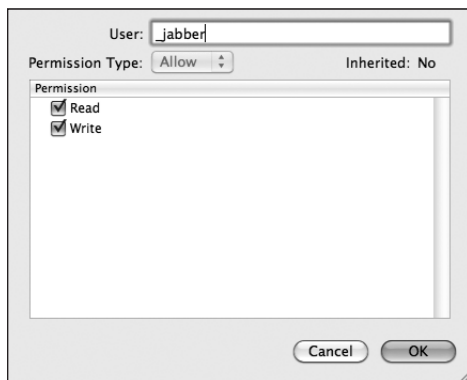 User: _jabber
Permission Type: Allow Inherited: No
Permission
Read
Write
Cancel OK